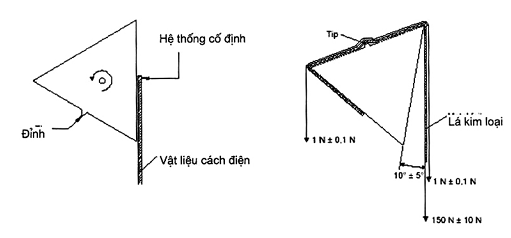 Hệ thống cố định
Đỉnh
Vật liệu cách điện
Tip
1 N ± 0,1 N
Lá kim loại
10° ± 5°
1 N ± 0,1 N
150 N ± 10 N